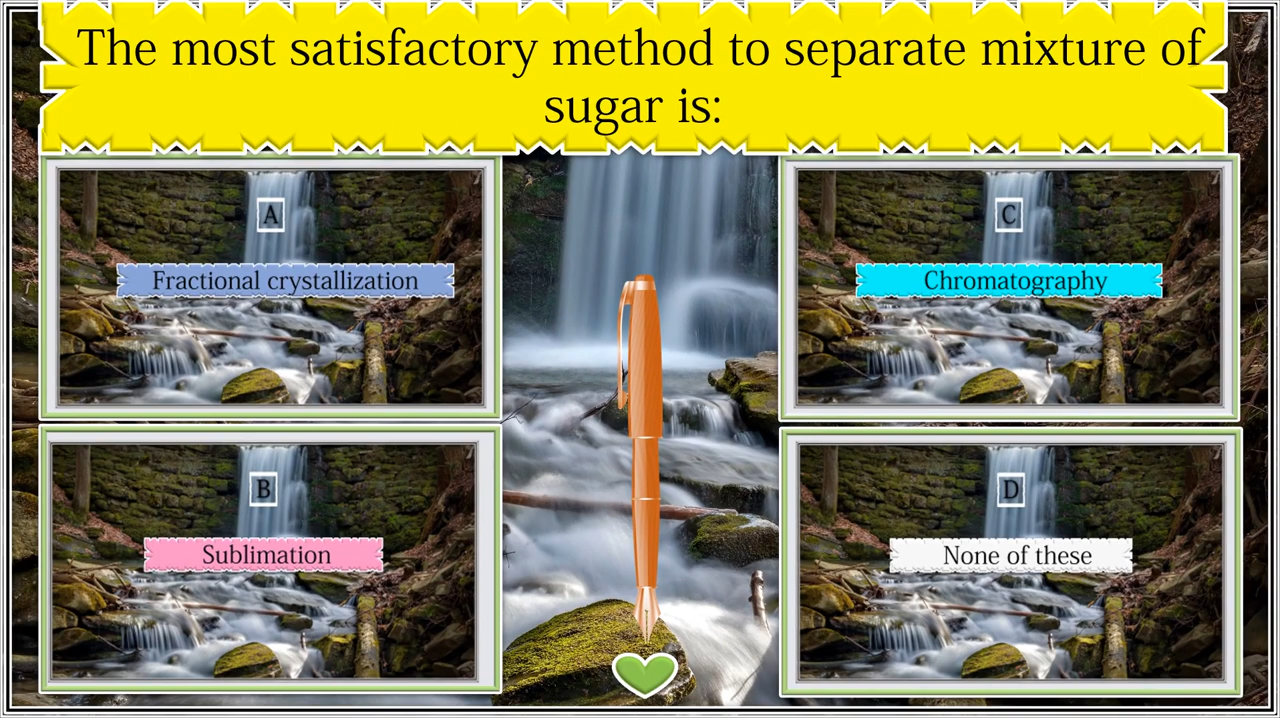 The most satisfactory method to separate mixture of
sugar is:
A
Fractional crystallization
B
Sublimation
C
Chromatography
D
None of these